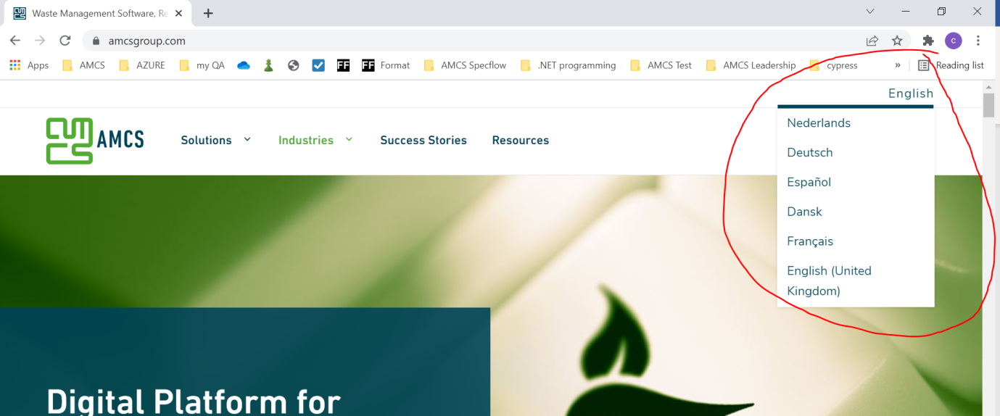 Waste Management Software, Re
amcsgroup.com
C
Apps AMCS AZURE my QA FF FF Format AMCS Specflow .NET programming AMCS Test AMCS Leadership cypress » Reading list
English
Nederlands
Deutsch
Español
Dansk
Français
English (United
Kingdom)
AMCS Solutions Industries Success Stories Resources
Digital Platform for